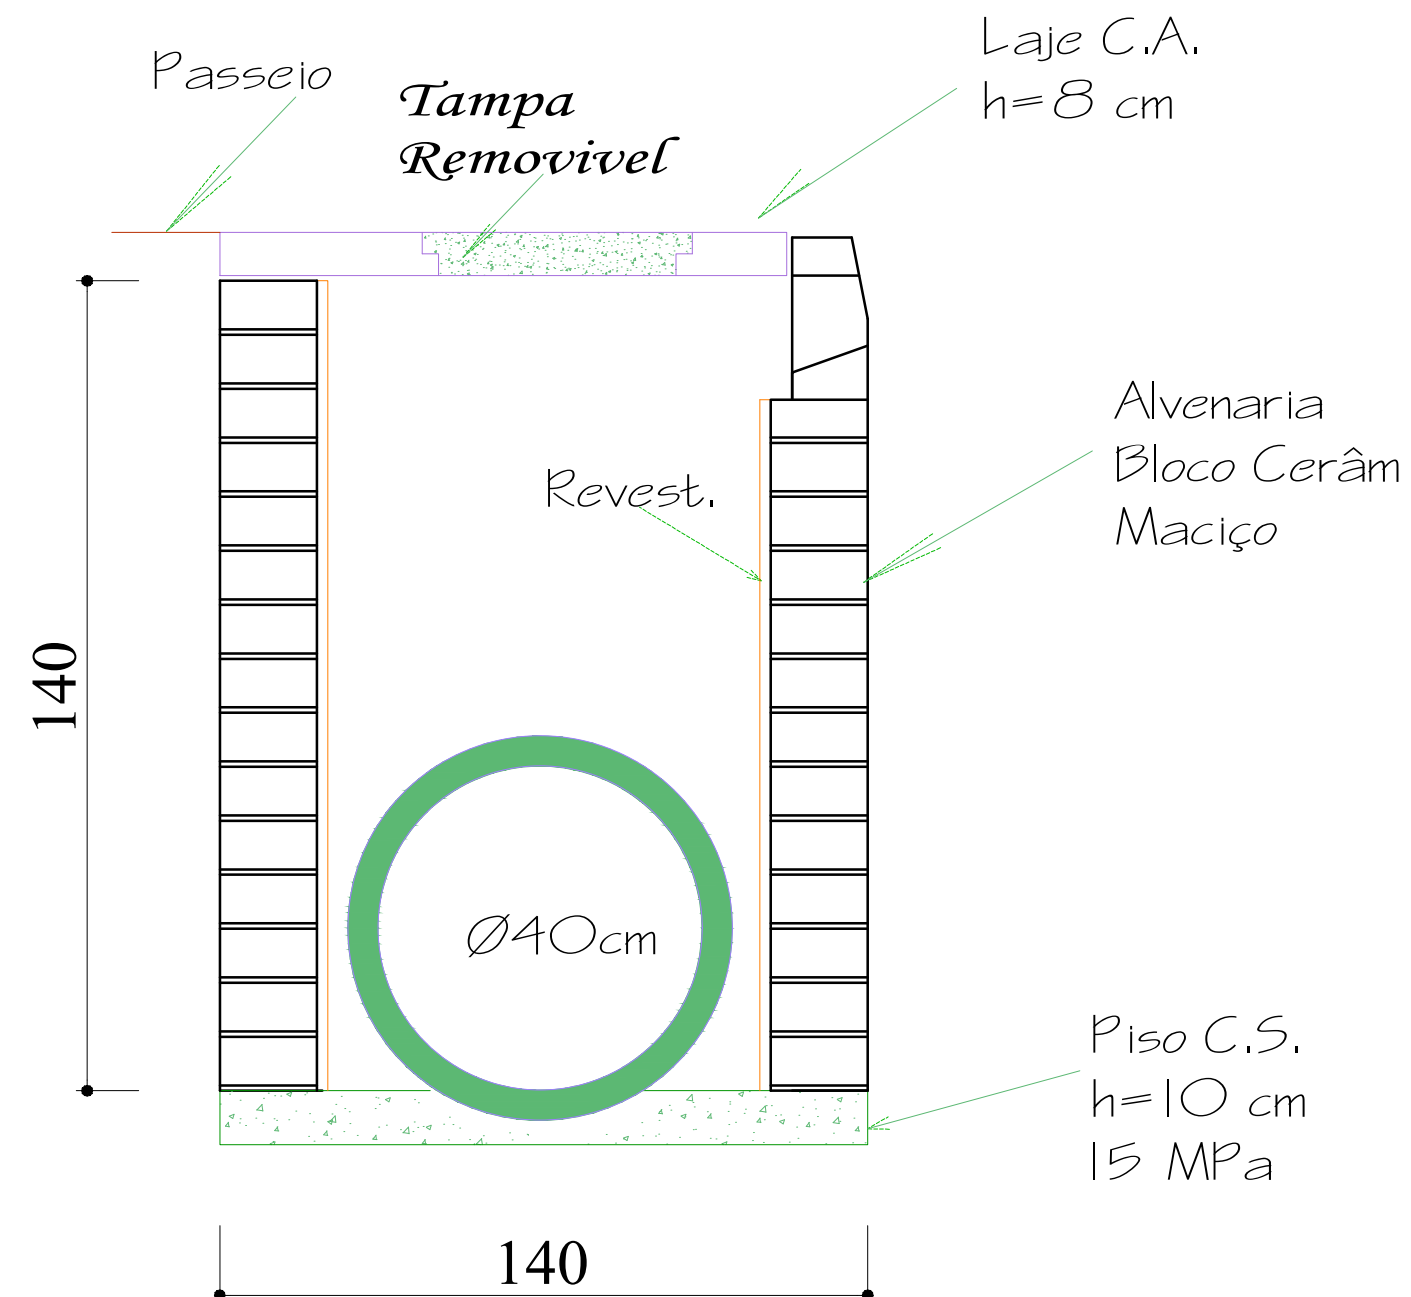 Passeio
Tampa
Removivel
Laje C.A.
h=8 cm
Alvenaria
Bloco Cerâm
Maciço
Revest.
140
Ø40cm
Piso C.S.
h=10 cm
15 MPa
140